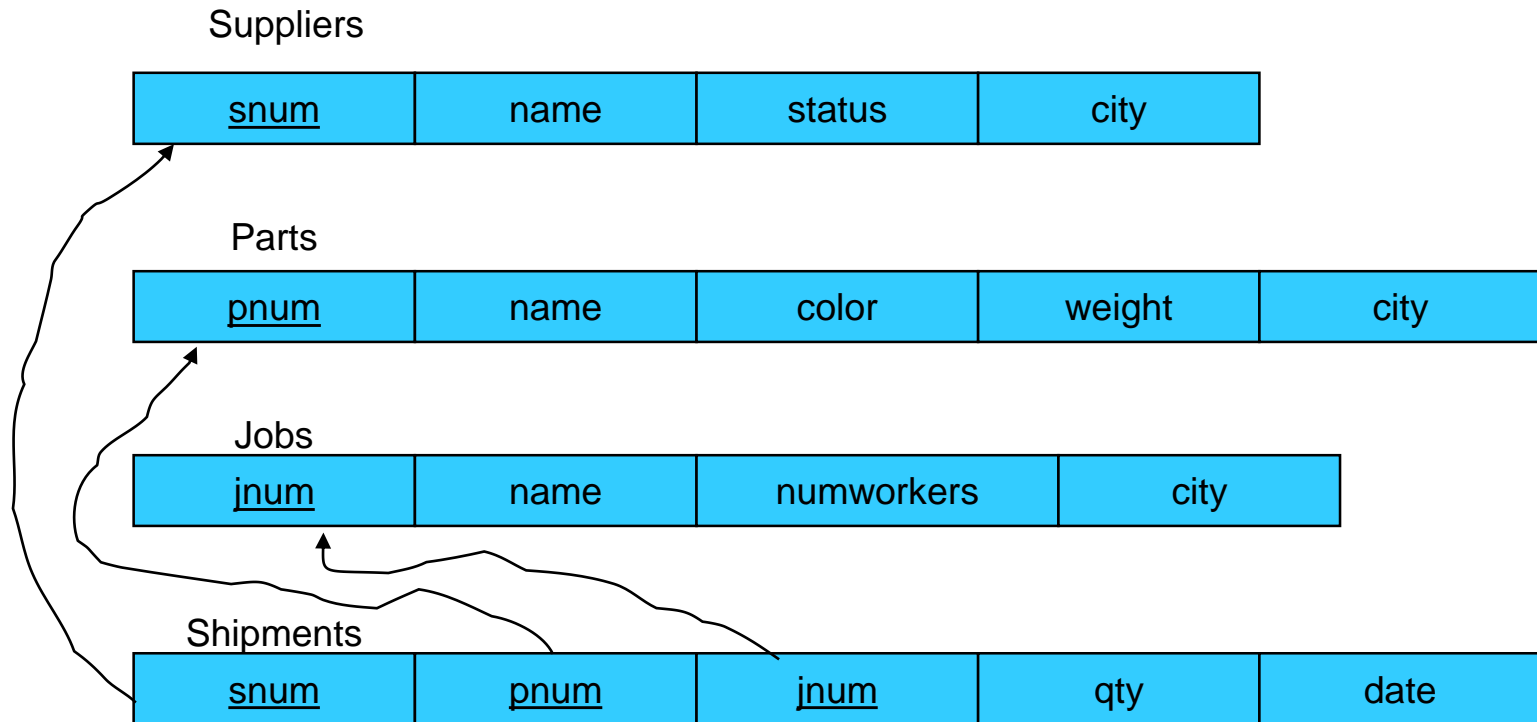 Suppliers
snum name status city
Parts
pnum name color weight city
Jobs
jnum name numworkers city
Shipments
snum pnum jnum qty date